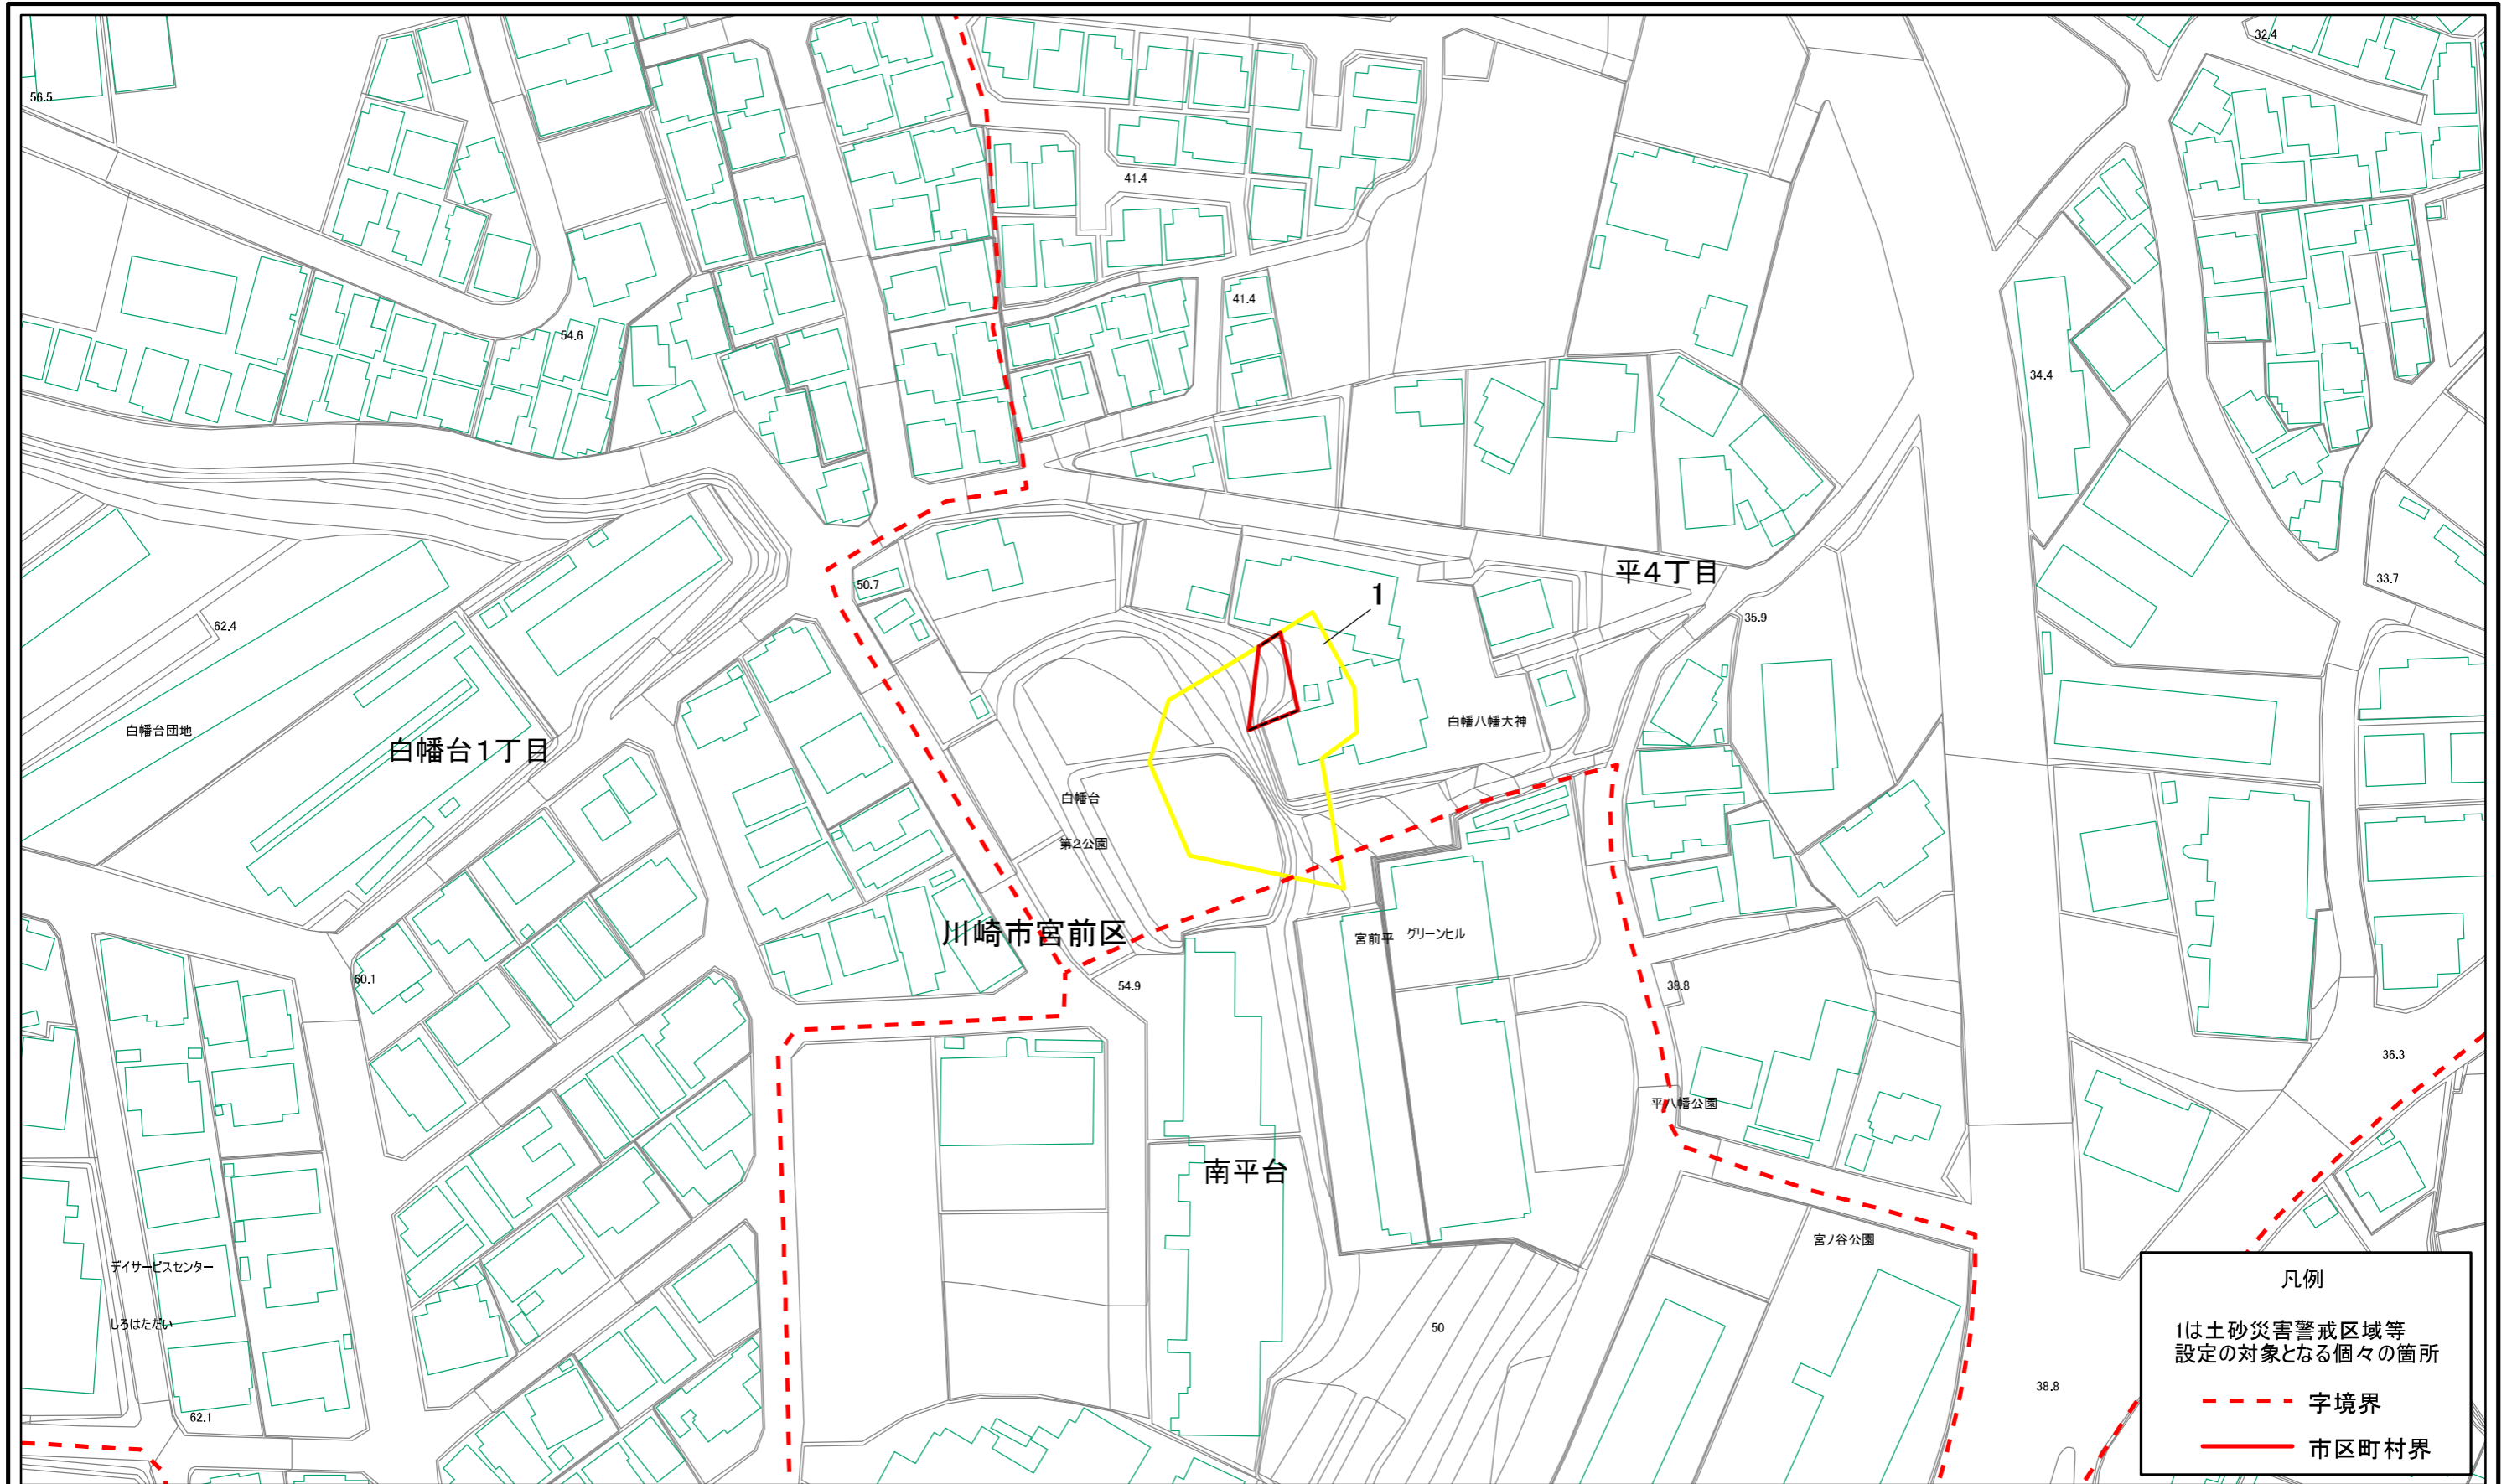 32.4
56.5
41.4
41.4
54.6
34.4
平4丁目
50.7
1
33.7
35.9
62.4
白幡台団地
白幡八幡大神
白幡台1丁目
白幡台
第2公園
川崎市宮前区
宮前平 グリーンヒル
60.1
54.9
38.8
36.3
平八幡公園
南平台
宮ノ谷公園
デイサービスセンター
しろはただい
50
38.8
62.1
凡例
1は土砂災害警戒区域等
設定の対象となる個々の箇所
字境界
市区町村界